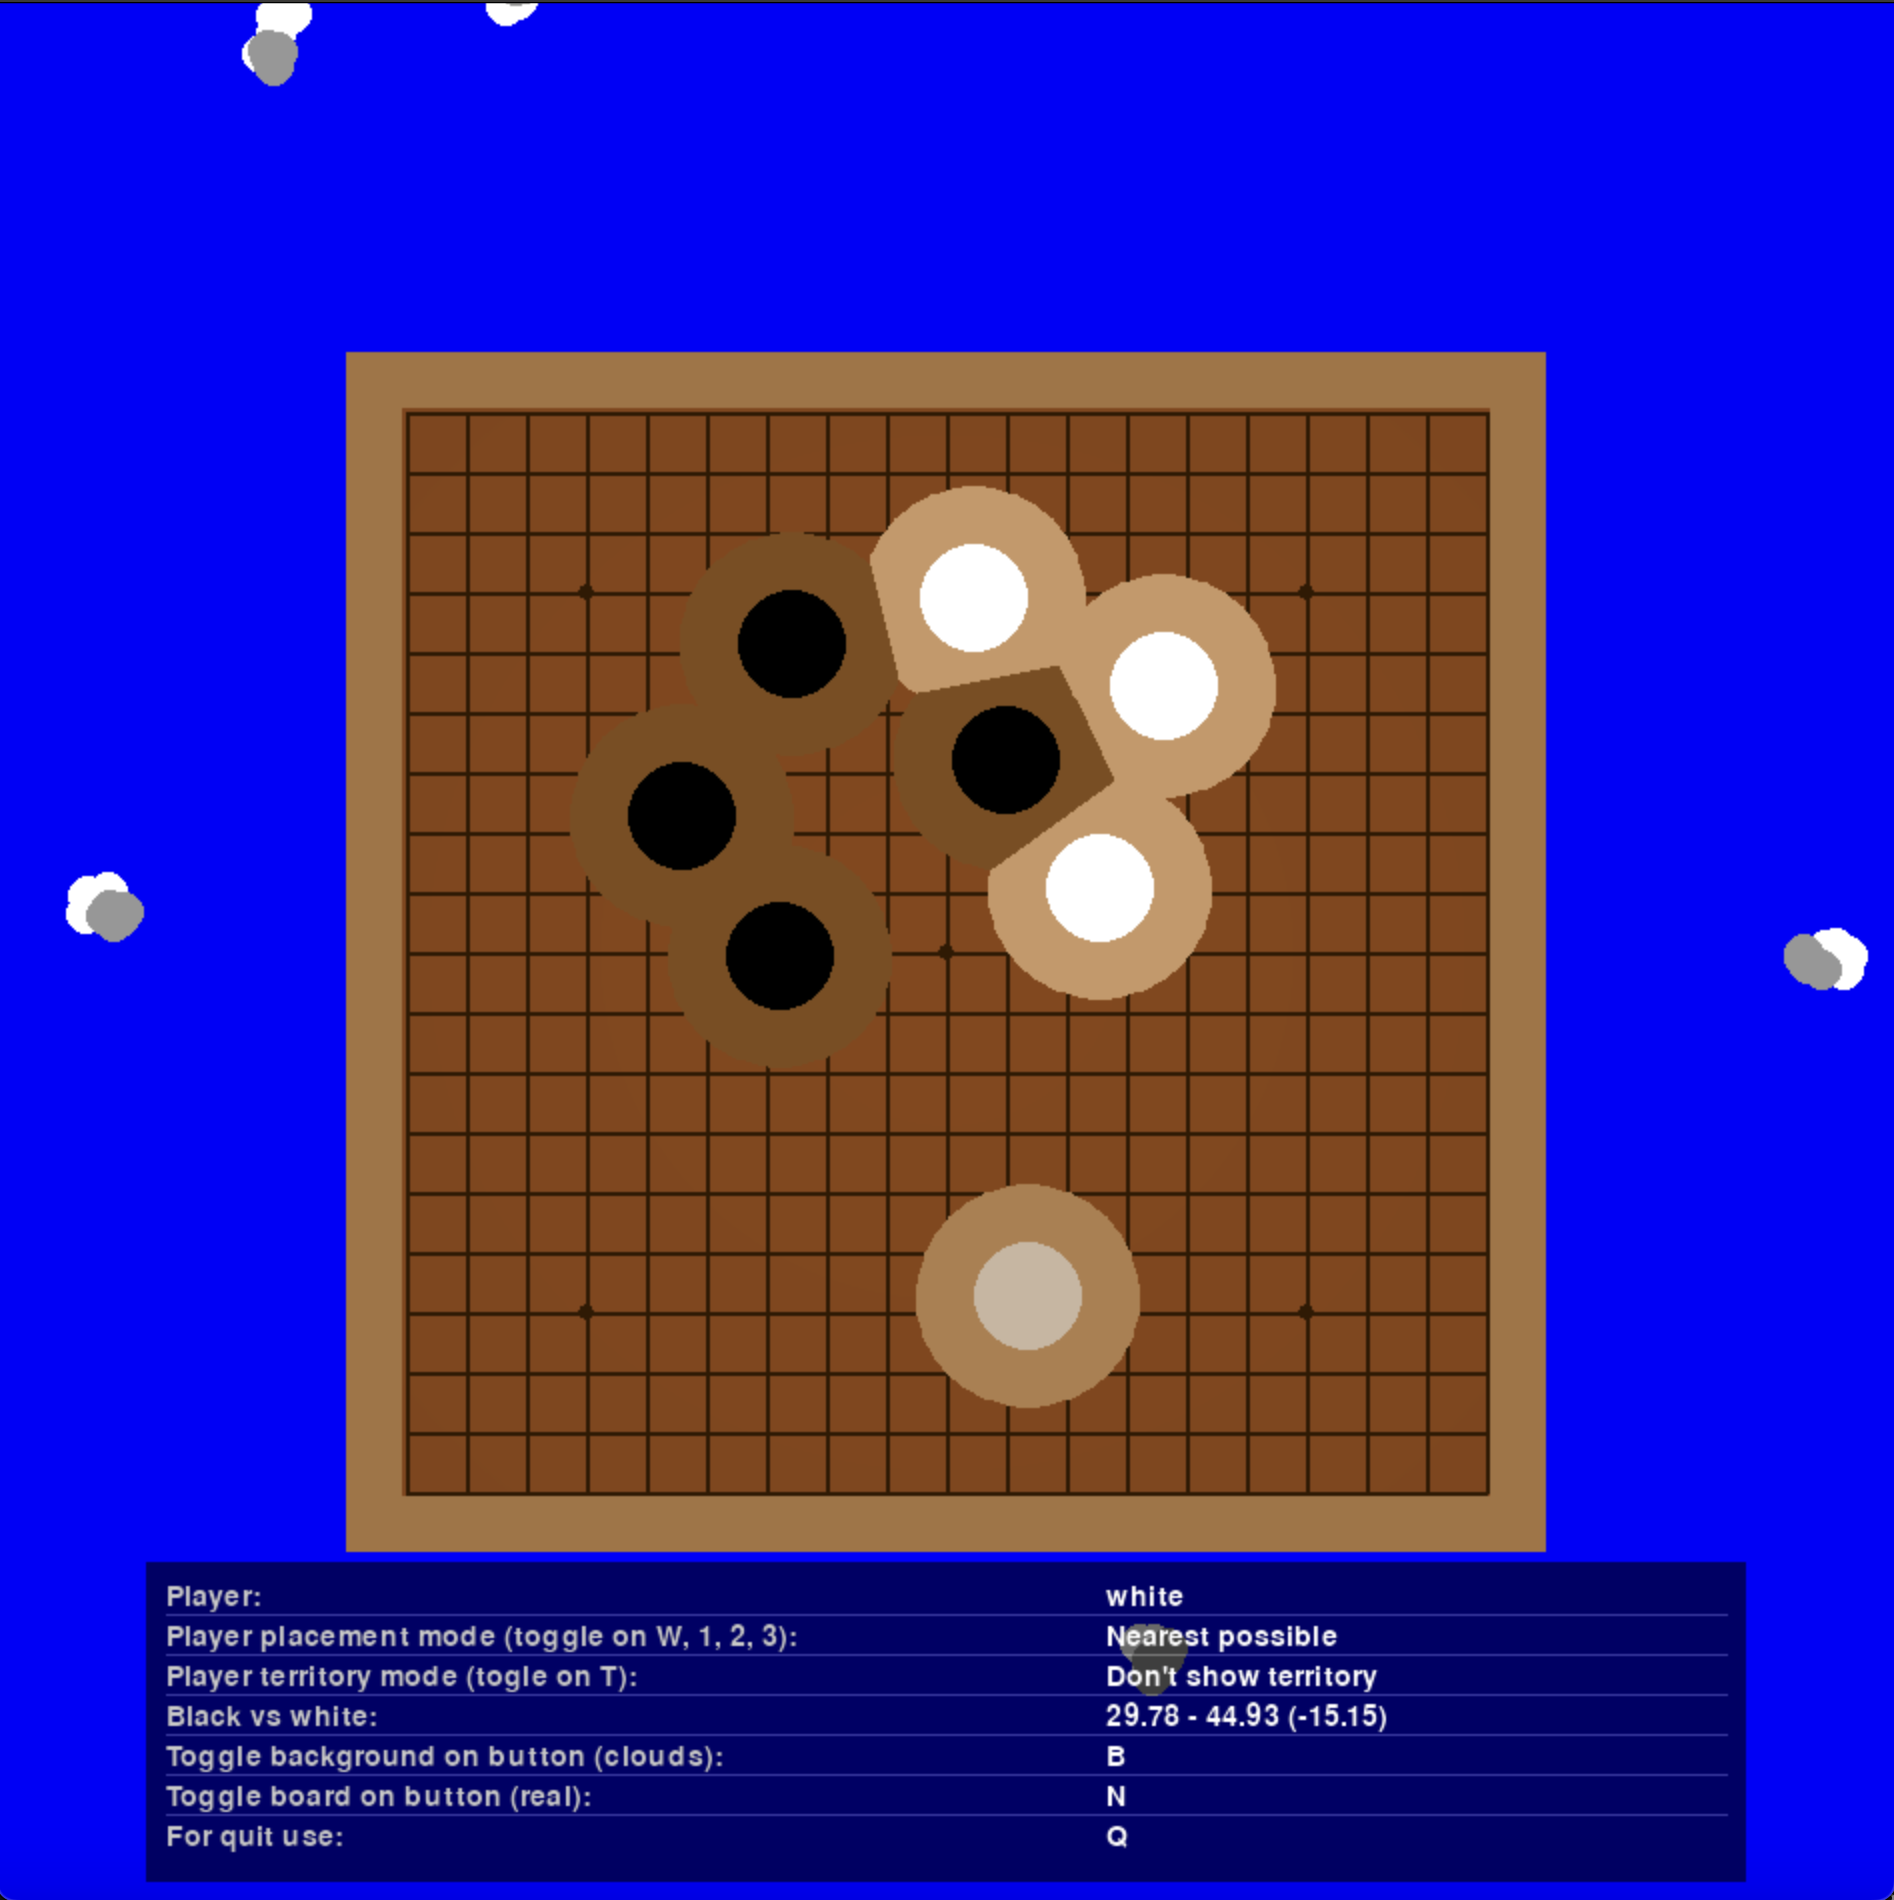 Player: white
Player placement mode (toggle on W, 1, 2, 3): Nearest possible
Player territory mode (togle on T): Don't show territory
Black vs white: 29.78 - 44.93 (-15.15)
Toggle background on button (clouds): B
Toggle board on button (real): N
For quit use: Q